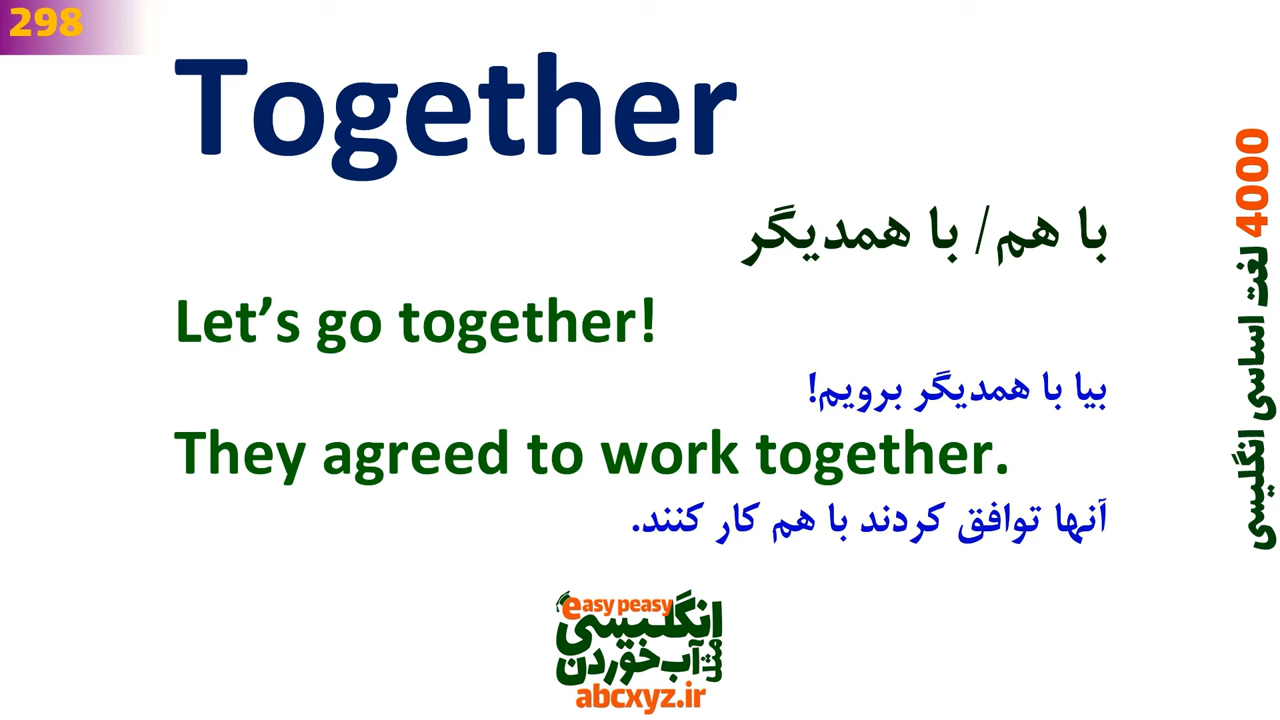 298
Together
با هم/ با همدیگر
Let’s go together!
بیا با همدیگر برویم!
They agreed to work together.
آنها توافق کردند با هم کار کنند.
4000 لغت اساسی انگلیسی
easy peasy
انگلیسی
مثل آب خوردن
abcxyz.ir